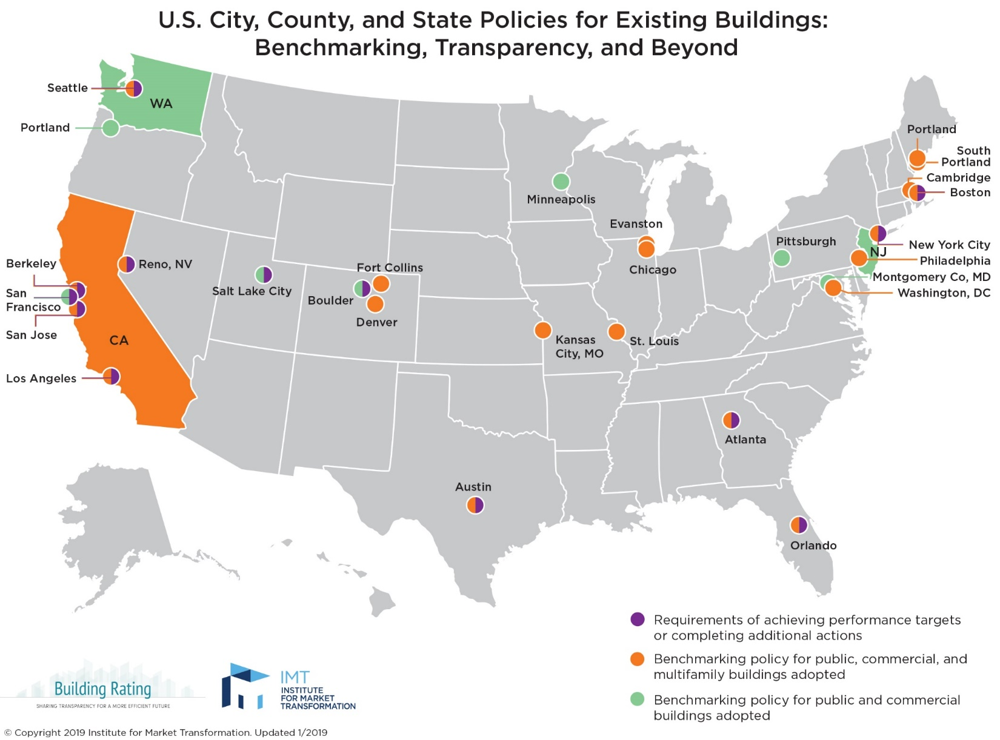 U.S. City, County, and State Policies for Existing Buildings:
Benchmarking, Transparency, and Beyond
Seattle
WA
Portland
Portland
South
Portland
Cambridge
Boston
Minneapolis
Evanston
Chicago
Pittsburgh
NJ
New York City
Philadelphia
Montgomery Co, MD
Washington, DC
Berkeley
San
Francisco
San Jose
Reno, NV
Salt Lake City
Fort Collins
Boulder
Denver
CA
Los Angeles
Kansas
City, MO
St. Louis
Atlanta
Austin
Orlando
Requirements of achieving performance targets
or completing additional actions
Benchmarking policy for public, commercial, and
multifamily buildings adopted
Benchmarking policy for public and commercial
buildings adopted
Building Rating
SHARING TRANSPARENCY FOR A MORE EFFICIENT FUTURE
IMT
INSTITUTE
FOR MARKET
TRANSFORMATION
© Copyright 2019 Institute for Market Transformation. Updated 1/2019